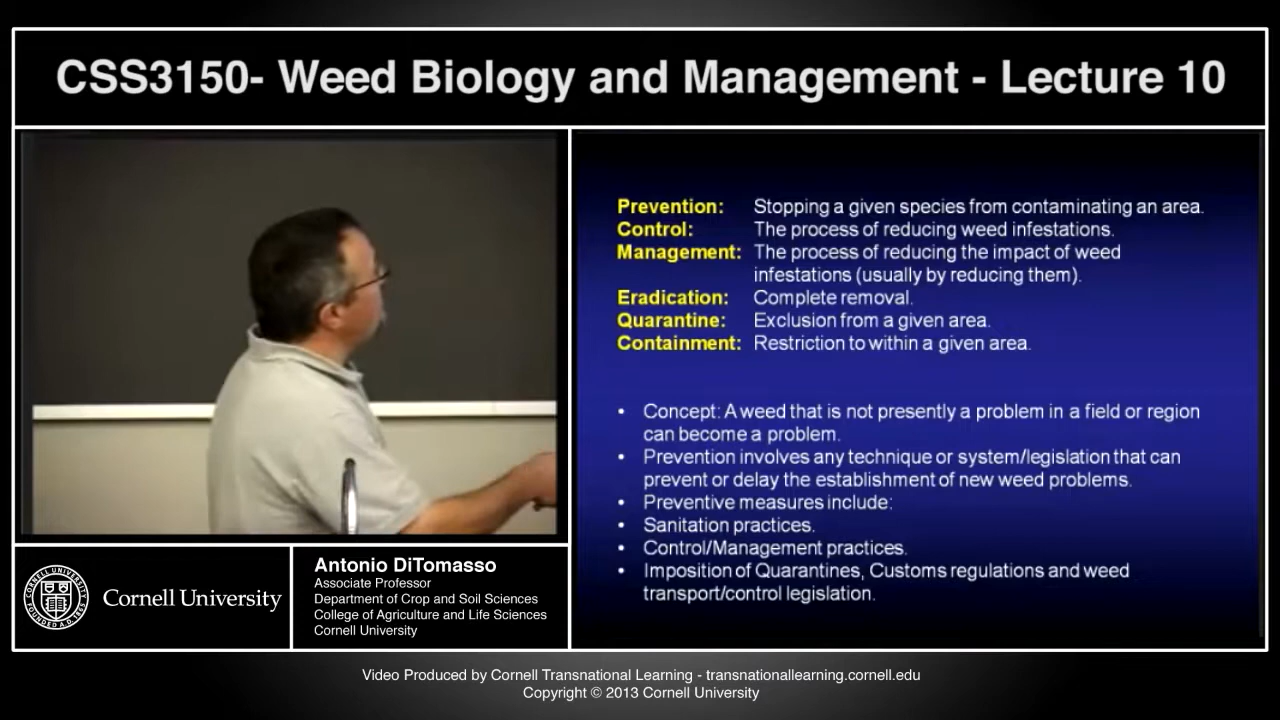 CSS3150- Weed Biology and Management - Lecture 10
Prevention: Stopping a given species from contaminating an area.
Control: The process of reducing weed infestations.
Management: The process of reducing the impact of weed
infestations (usually by reducing them).
Eradication: Complete removal.
Quarantine: Exclusion from a given area.
Containment: Restriction to within a given area.
• Concept: A weed that is not presently a problem in a field or region
can become a problem.
• Prevention involves any technique or system/legislation that can
prevent or delay the establishment of new weed problems.
• Preventive measures include:
• Sanitation practices.
• Control/Management practices.
• Imposition of Quarantines, Customs regulations and weed
transport/control legislation.
Cornell University
Antonio DiTomasso
Associate Professor
Department of Crop and Soil Sciences
College of Agriculture and Life Sciences
Cornell University
Video Produced by Cornell Transnational Learning - transnationallearning.cornell.edu
Copyright © 2013 Cornell University